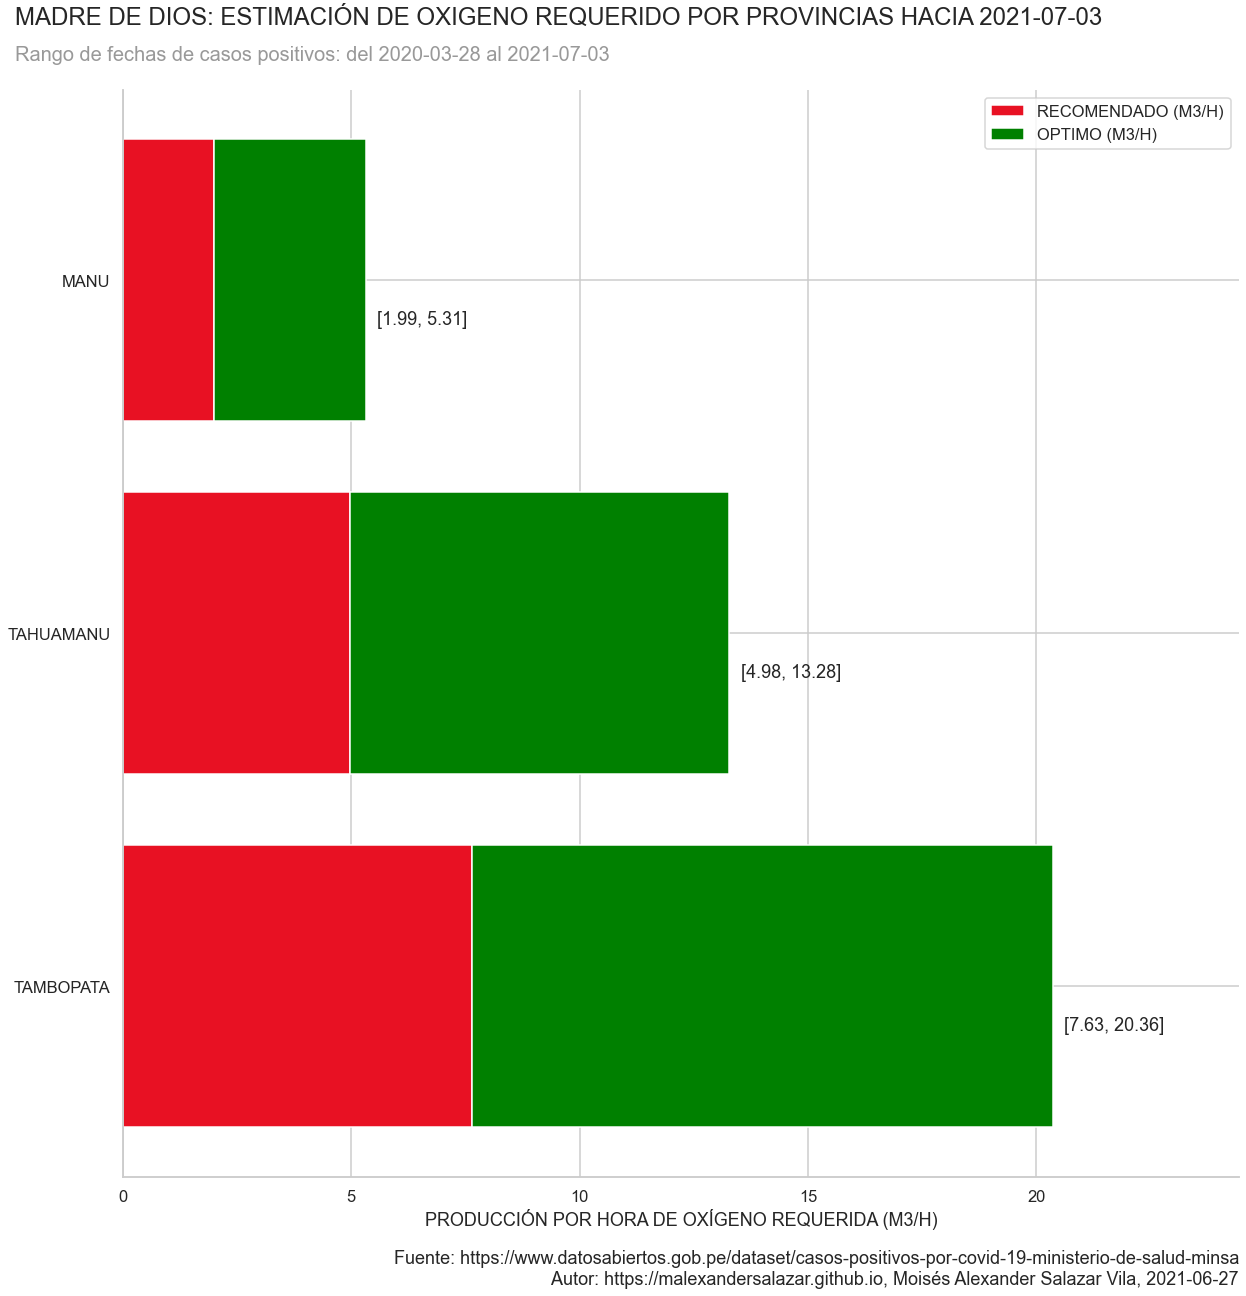 MADRE DE DIOS: ESTIMACIÓN DE OXIGENO REQUERIDO POR PROVINCIAS HACIA 2021-07-03
Rango de fechas de casos positivos: del 2020-03-28 al 2021-07-03
RECOMENDADO (M3/H)
OPTIMO (M3/H)
MANU
[1.99, 5.31]
TAHUAMANU
[4.98, 13.28]
TAMBOPATA
[7.63, 20.36]
0 5 10 15 20
PRODUCCIÓN POR HORA DE OXÍGENO REQUERIDA (M3/H)
Fuente: https://www.datosabiertos.gob.pe/dataset/casos-positivos-por-covid-19-ministerio-de-salud-minsa
Autor: https://malexandersalazar.github.io, Moisés Alexander Salazar Vila, 2021-06-27